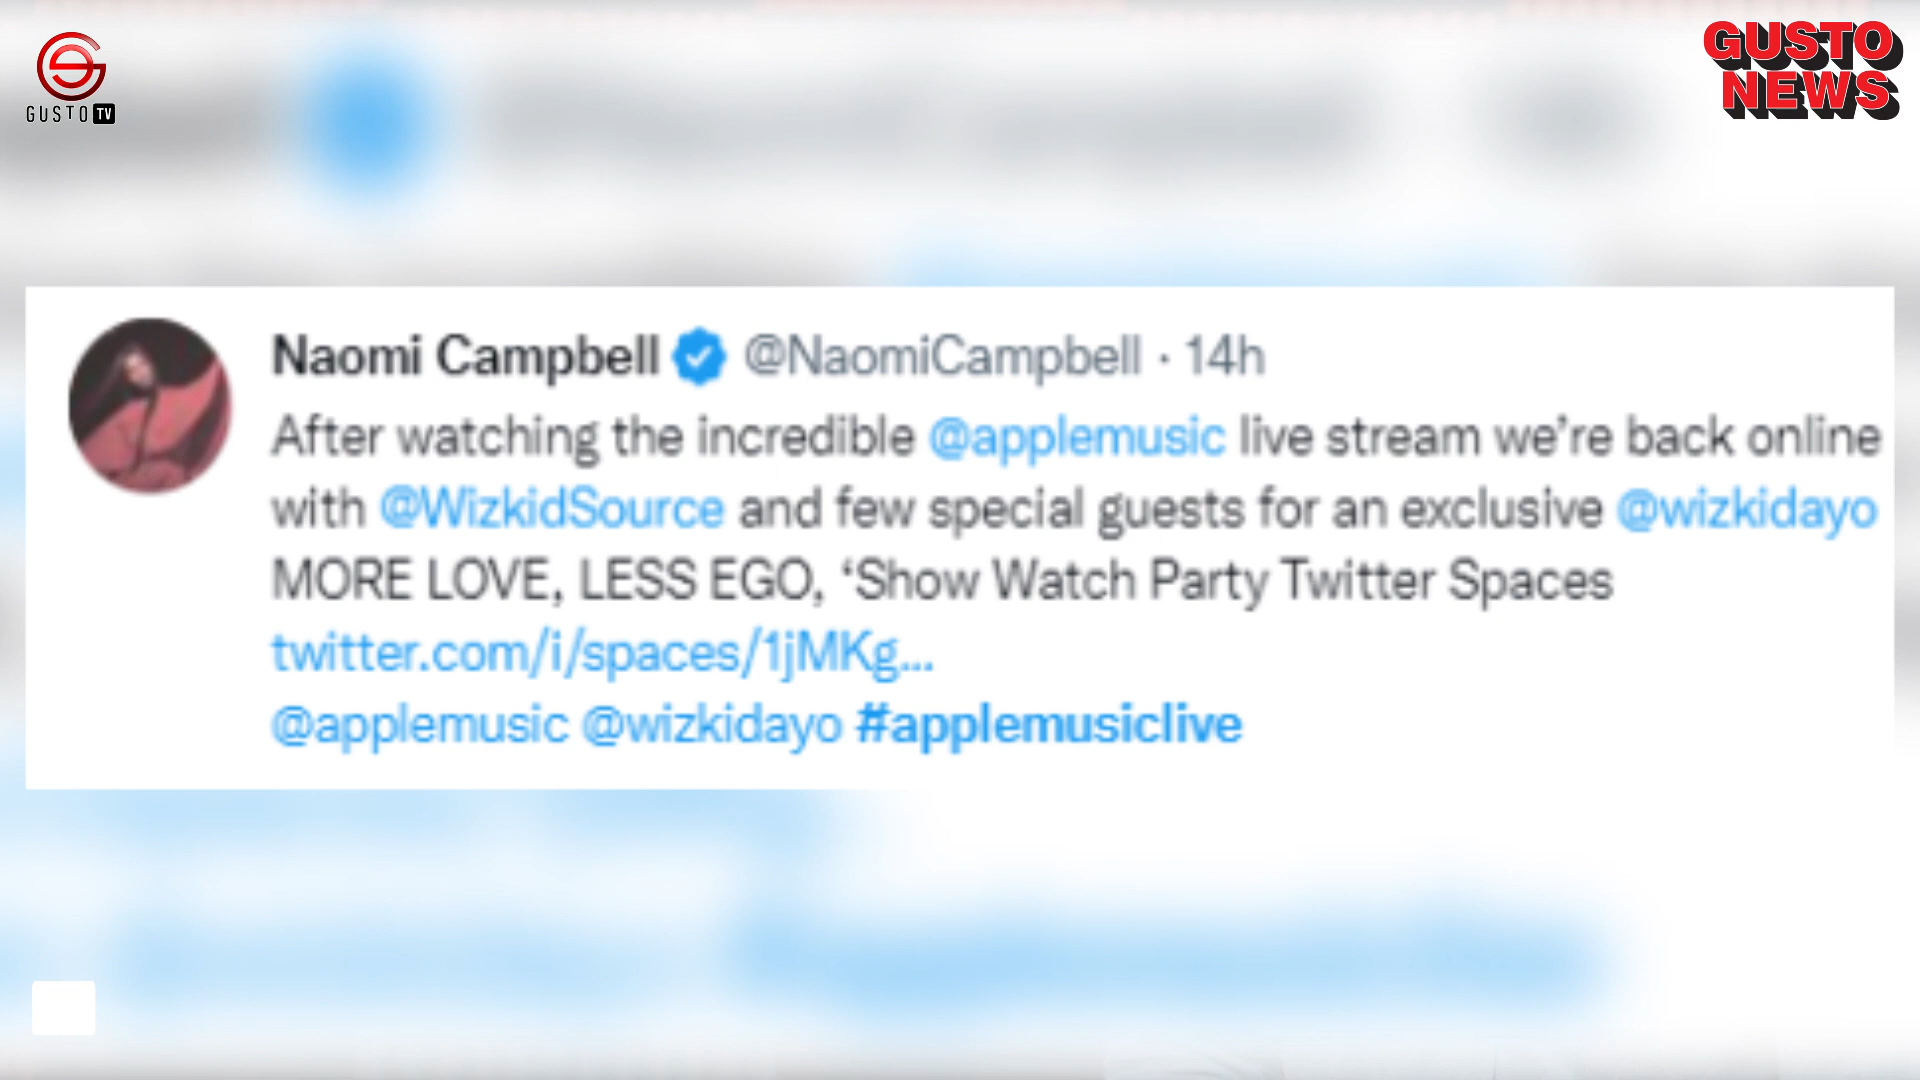 GUSTO TV
GUSTO
NEWS
Naomi Campbell @NaomiCampbell · 14h
After watching the incredible @applemusic live stream we’re back online
with @WizkidSource and few special guests for an exclusive @wizkidayo
MORE LOVE, LESS EGO, ‘Show Watch Party Twitter Spaces
twitter.com/i/spaces/1jMKg...
@applemusic @wizkidayo #applemusiclive